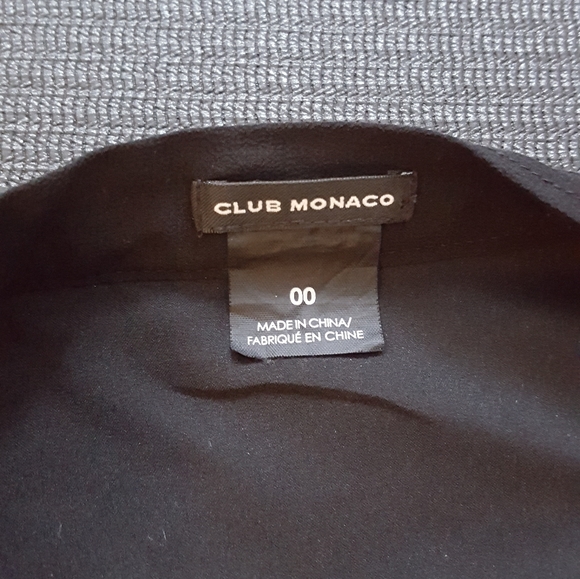 CLUB MONACO
00
MADE IN CHINA/
FABRIQUÉ EN CHINE